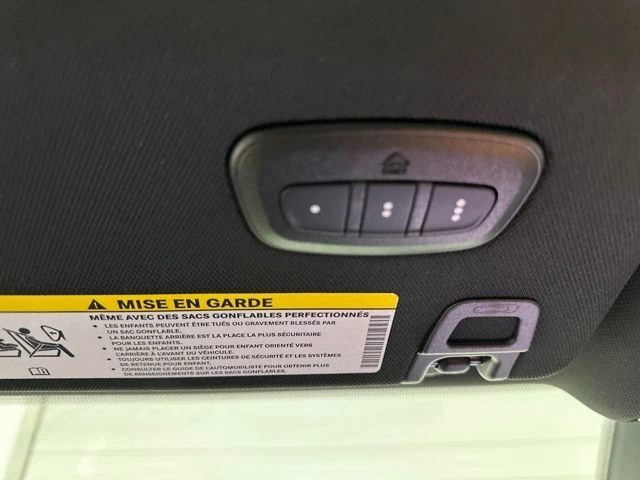 MISE EN GARDE
MÊME AVEC DES SACS GONFLABLES PERFECTIONNÉS
• LES ENFANTS PEUVENT ÊTRE TUÉS OU GRAVEMENT BLESSÉS PAR
UN SAC GONFLABLE.
• LA BANQUETTE ARRIÈRE EST LA PLACE LA PLUS SÉCURITAIRE
POUR LES ENFANTS.
• NE JAMAIS PLACER UN SIÈGE POUR ENFANT ORIENTÉ VERS
L'ARRIÈRE À L'AVANT DU VÉHICULE.
• TOUJOURS UTILISER LES CEINTURES DE SÉCURITÉ ET LES SYSTÈMES
DE RETENUE POUR ENFANT.
• CONSULTER LE GUIDE DE L'AUTOMOBILISTE POUR OBTENIR PLUS
DE RENSEIGNEMENTS SUR LES SACS GONFLABLES.